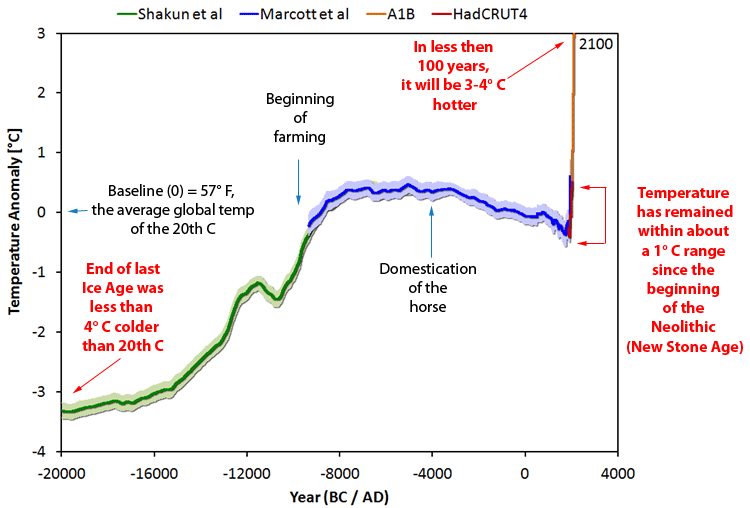 Shakun et al Marcott et al A1B HadCRUT4
3
2
1
0
-1
-2
-3
-4
Temperature Anomaly [°C]
2100
In less then
100 years,
it will be 3-4° C
hotter
Beginning
of
farming
Baseline (0) = 57° F,
the average global temp
of the 20th C
End of last
Ice Age was
less than
4° C colder
than 20th C
Domestication
of the
horse
Temperature
has remained
within about
a 1° C range
since the
beginning
of the
Neolithic
(New Stone Age)
-20000 -16000 -12000 -8000 -4000 0 4000
Year (BC / AD)